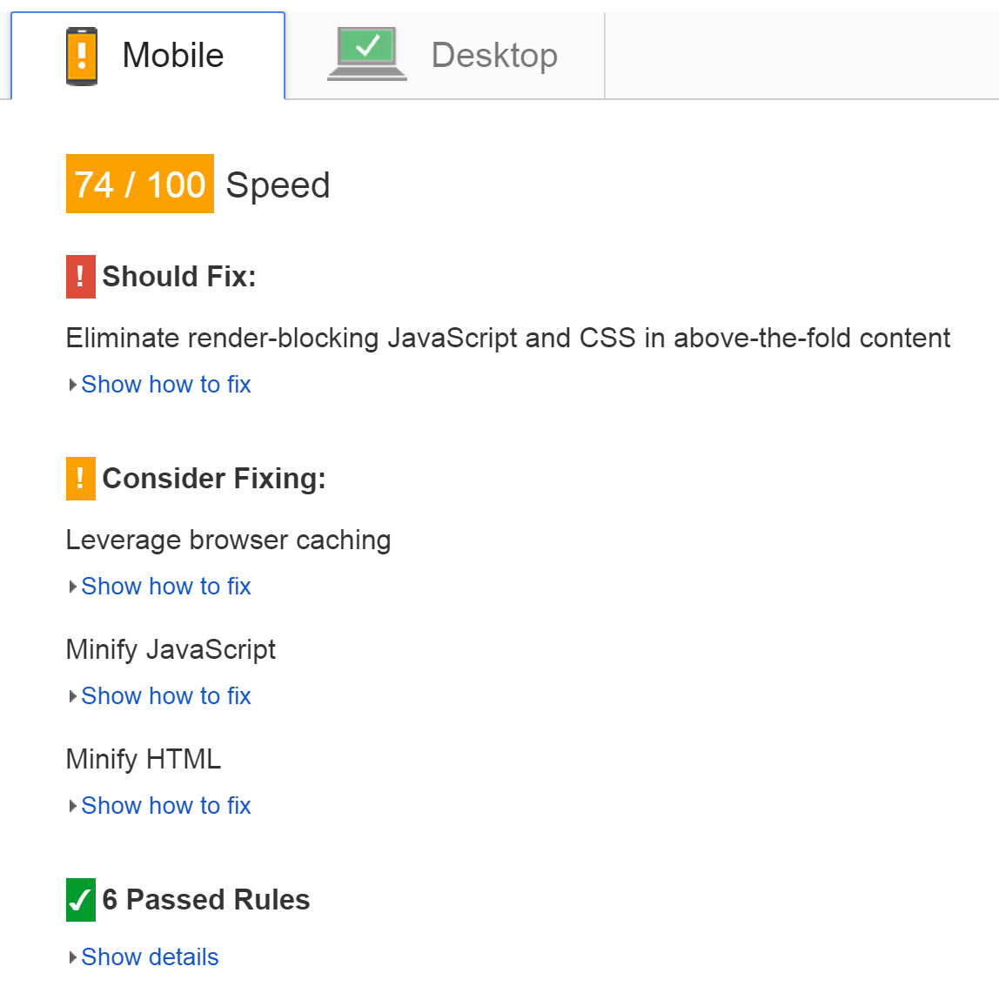 Mobile
Desktop
74 / 100 Speed
! Should Fix:
Eliminate render-blocking JavaScript and CSS in above-the-fold content
Show how to fix
! Consider Fixing:
Leverage browser caching
Show how to fix
Minify JavaScript
Show how to fix
Minify HTML
Show how to fix
6 Passed Rules
Show details